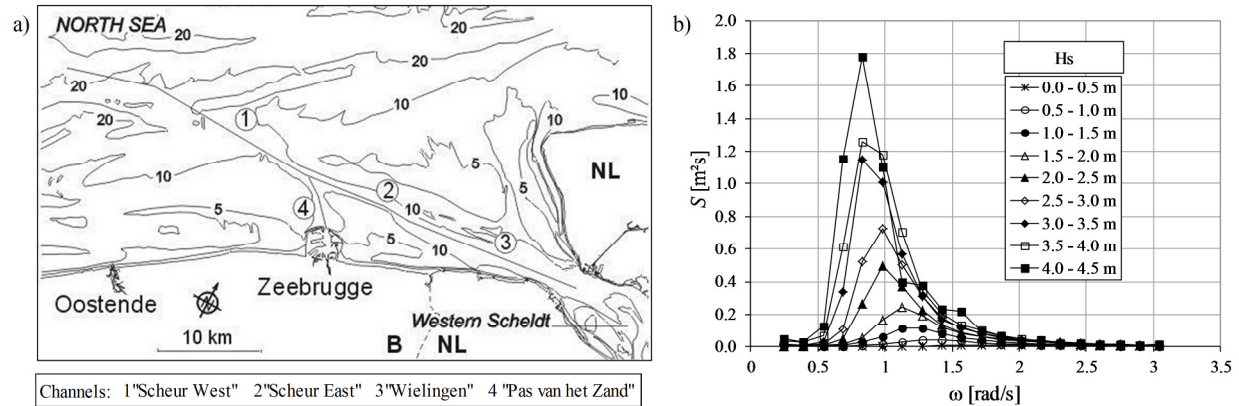 a)
NORTH SEA
20
20
20
20
10
10
10
10
5
5
5
5
5
10
10
1
2
3
4
NL
Oostende
Zeebrugge
10 km
Western Scheldt
B
NL
Channels: 1"Scheur West" 2"Scheur East" 3"Wielingen" 4 "Pas van het Zand"
b)
S [m²s]
2.0
1.8
1.6
1.4
1.2
1.0
0.8
0.6
0.4
0.2
0.0
0
0.5
1
1.5
2
2.5
3
3.5
ω [rad/s]
Hs
0.0 - 0.5 m
0.5 - 1.0 m
1.0 - 1.5 m
1.5 - 2.0 m
2.0 - 2.5 m
2.5 - 3.0 m
3.0 - 3.5 m
3.5 - 4.0 m
4.0 - 4.5 m